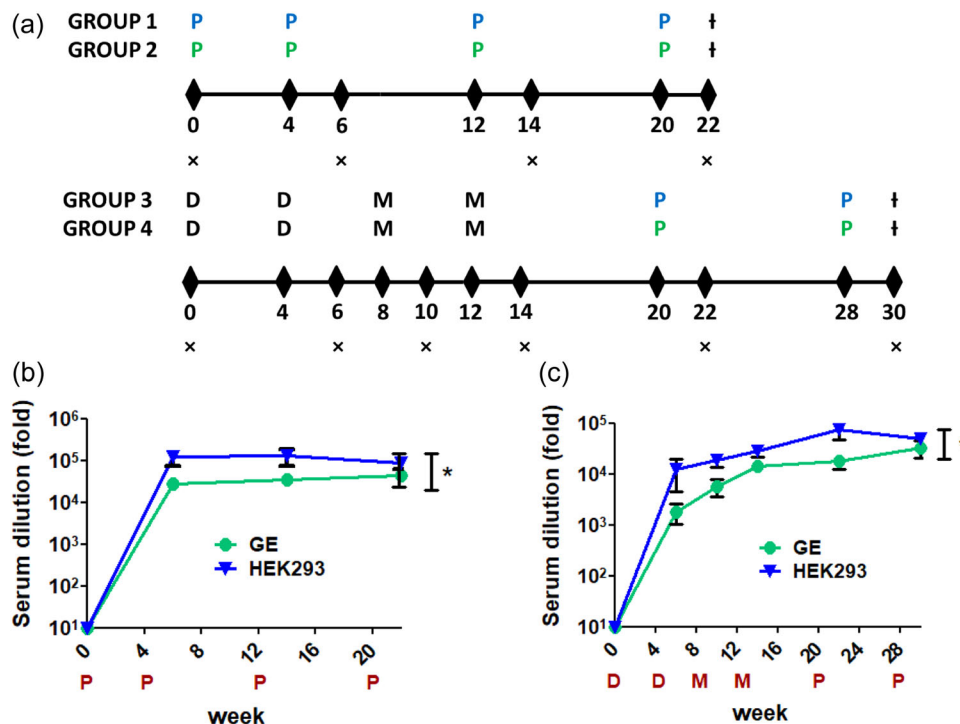 (a)
GROUP 1 P P P P ƚ
GROUP 2 P P P P ƚ
0 4 6 12 14 20 22
× × × ×
GROUP 3 D D M M P P ƚ
GROUP 4 D D M M P P ƚ
0 4 6 8 10 12 14 20 22 28 30
× × × × × ×
(b)
Serum dilution (fold)
10⁶
10⁵
10⁴
10³
10²
10¹
*
GE
HEK293
0 4 8 12 16 20
P P P P
week
(c)
Serum dilution (fold)
10⁵
10⁴
10³
10²
10¹
GE
HEK293
0 4 8 12 16 20 24 28
D D M M P P
week